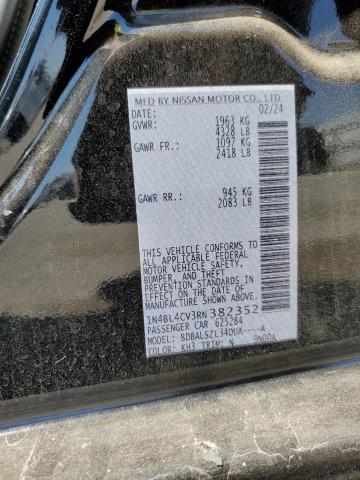 MFD BY NISSAN MOTOR CO., LTD.
DATE: 02/24
GVWR: 1963 KG
4328 LB
GAWR FR.: 1097 KG
2418 LB
GAWR RR.: 945 KG
2083 LB
THIS VEHICLE CONFORMS TO
ALL APPLICABLE FEDERAL
MOTOR VEHICLE SAFETY,
BUMPER, AND THEFT
PREVENTION STANDARDS IN
EFFECT ON THE DATE OF
MANUFACTURE SHOWN ABOVE.
1N4BL4CV3RN382352
PASSENGER CAR 625284
MODEL: BDBALSZL34DUA----A
COLOR: KH3 TRIM: N 9N00A